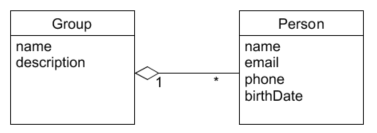 Group
name
description
1
*
Person
name
email
phone
birthDate